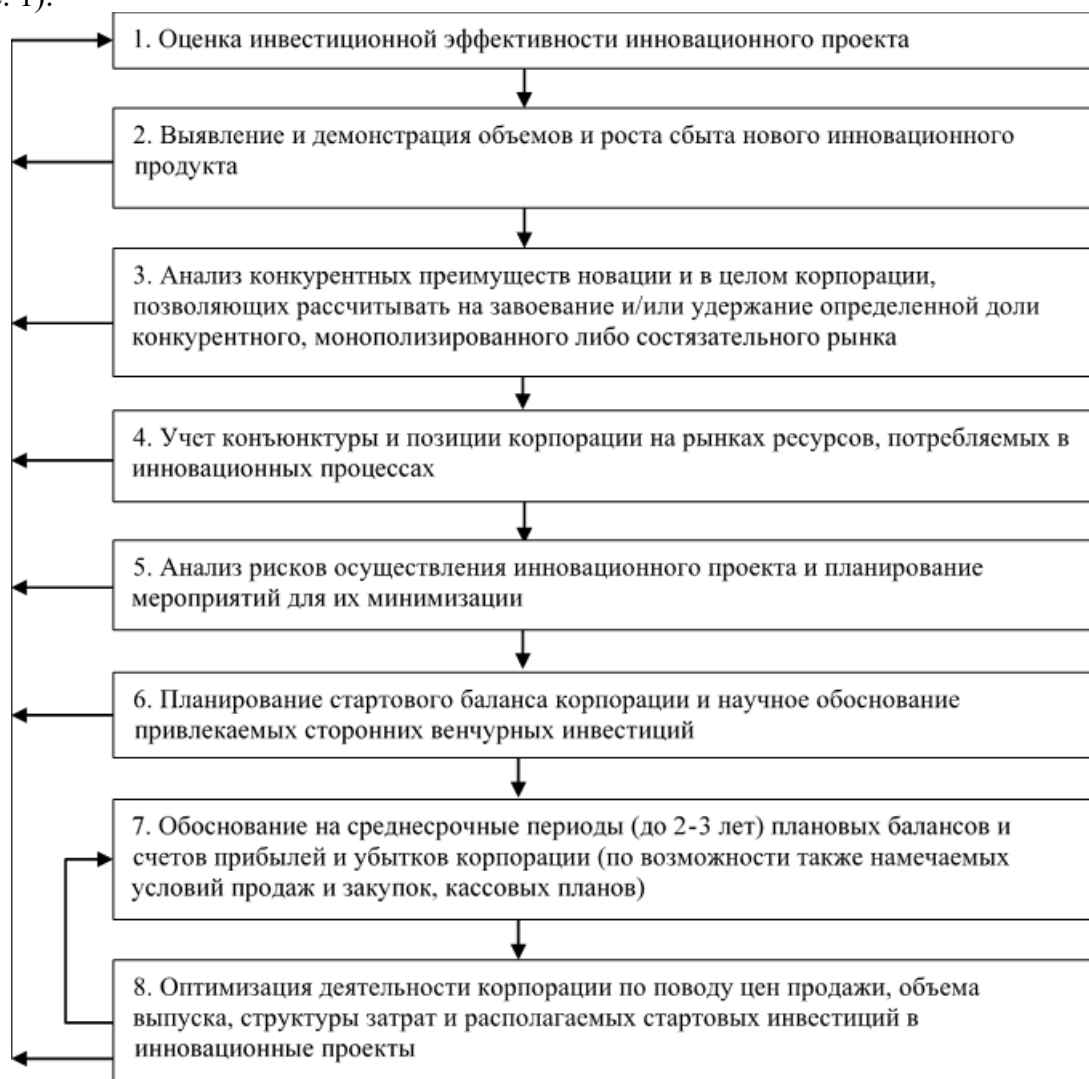 . 1).
1. Оценка инвестиционной эффективности инновационного проекта
2. Выявление и демонстрация объемов и роста сбыта нового инновационного
продукта
3. Анализ конкурентных преимуществ новации и в целом корпорации,
позволяющих рассчитывать на завоевание и/или удержание определенной доли
конкурентного, монополизированного либо состязательного рынка
4. Учет конъюнктуры и позиции корпорации на рынках ресурсов, потребляемых в
инновационных процессах
5. Анализ рисков осуществления инновационного проекта и планирование
мероприятий для их минимизации
6. Планирование стартового баланса корпорации и научное обоснование
привлекаемых сторонних венчурных инвестиций
7. Обоснование на среднесрочные периоды (до 2-3 лет) плановых балансов и
счетов прибылей и убытков корпорации (по возможности также намечаемых
условий продаж и закупок, кассовых планов)
8. Оптимизация деятельности корпорации по поводу цен продажи, объема
выпуска, структуры затрат и располагаемых стартовых инвестиций в
инновационные проекты